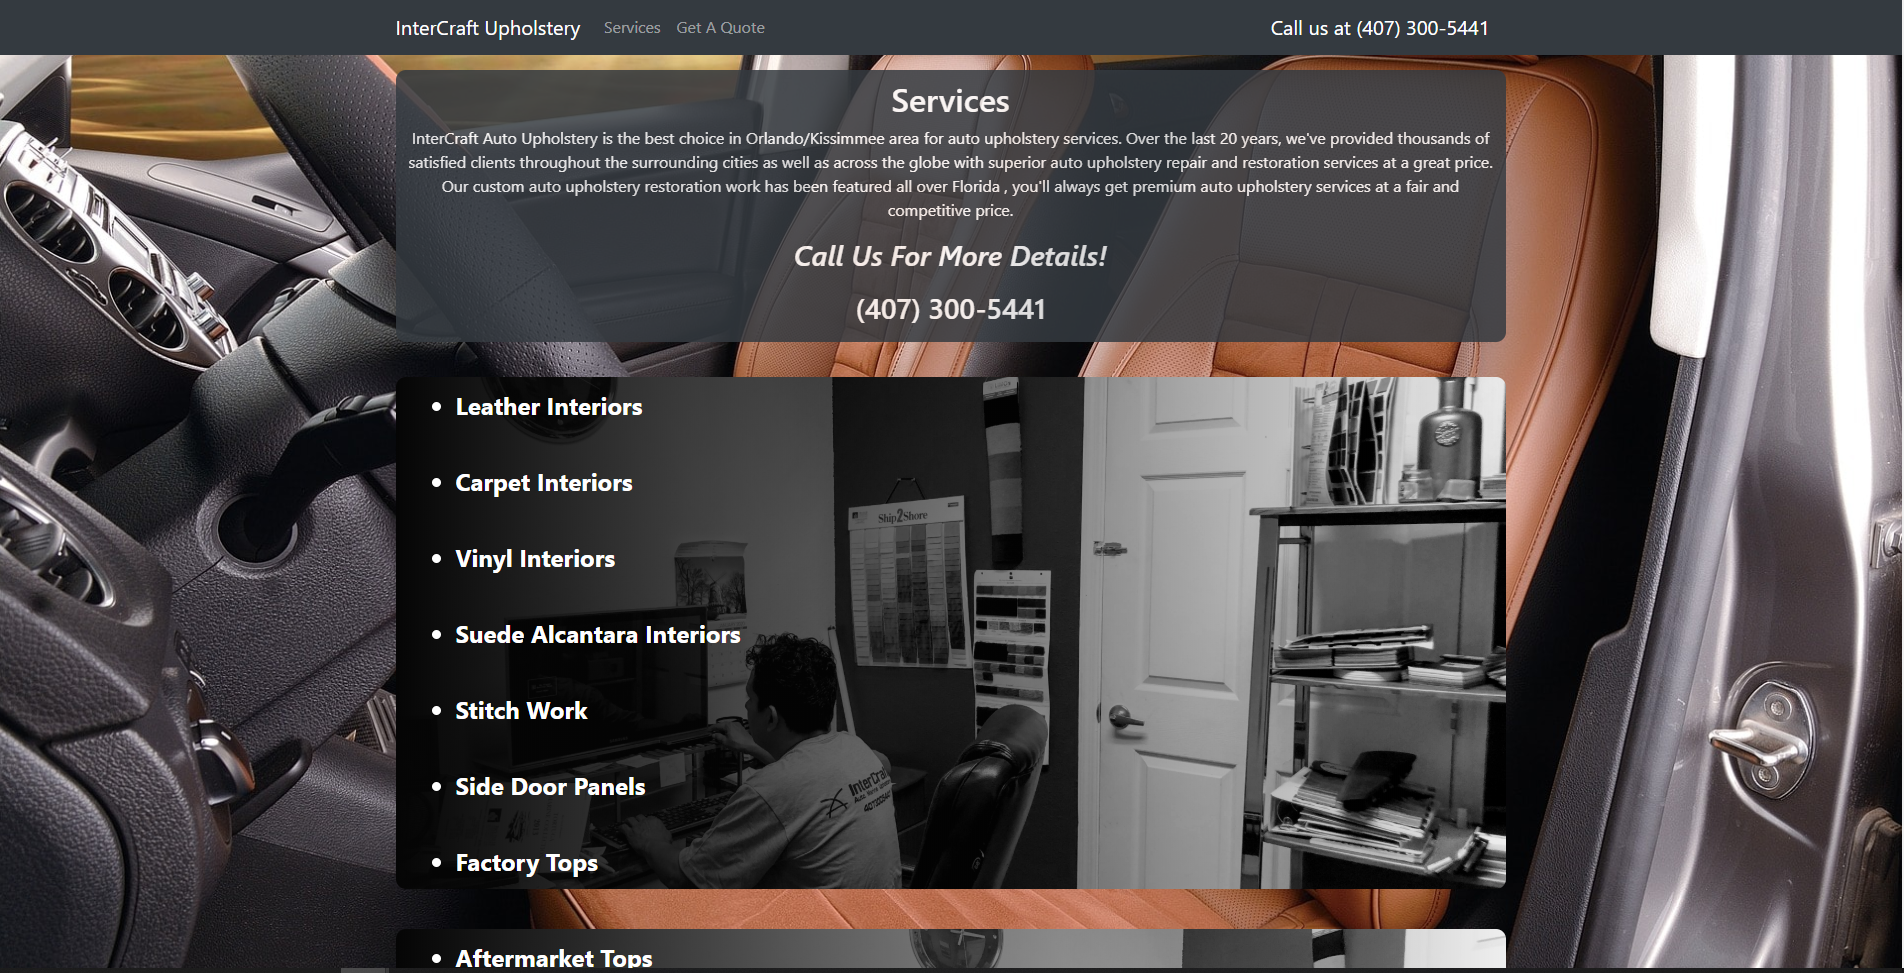 InterCraft Upholstery Services Get A Quote Call us at (407) 300-5441
Services
InterCraft Auto Upholstery is the best choice in Orlando/Kissimmee area for auto upholstery services. Over the last 20 years, we've provided thousands of
satisfied clients throughout the surrounding cities as well as across the globe with superior auto upholstery repair and restoration services at a great price.
Our custom auto upholstery restoration work has been featured all over Florida , you'll always get premium auto upholstery services at a fair and
competitive price.
Call Us For More Details!
(407) 300-5441
• Leather Interiors
• Carpet Interiors
Ship2Shore
• Vinyl Interiors
• Suede Alcantara Interiors
• Stitch Work
• Side Door Panels
InterCraf
• Factory Tops
• Aftermarket Tops